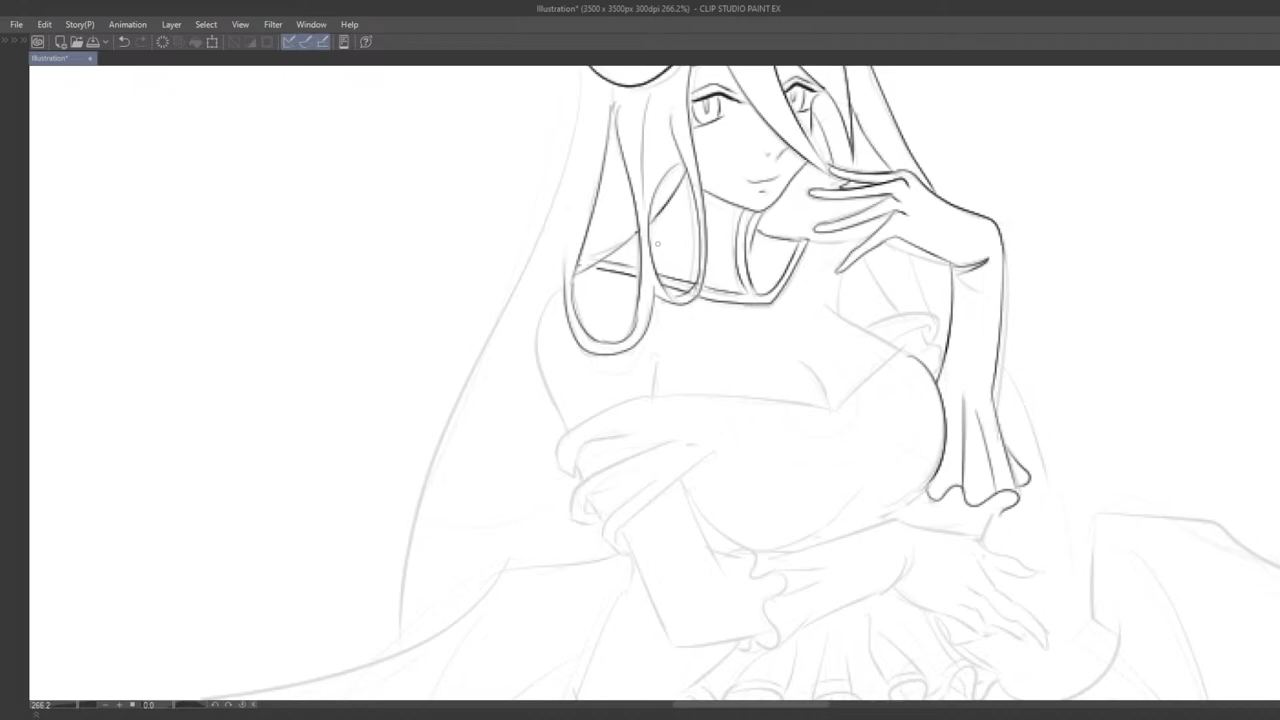 Illustration* (3500 x 3500px 300dpi 266.2%) - CLIP STUDIO PAINT EX
File Edit Story(P) Animation Layer Select View Filter Window Help
Illustration*
266.2 0.0